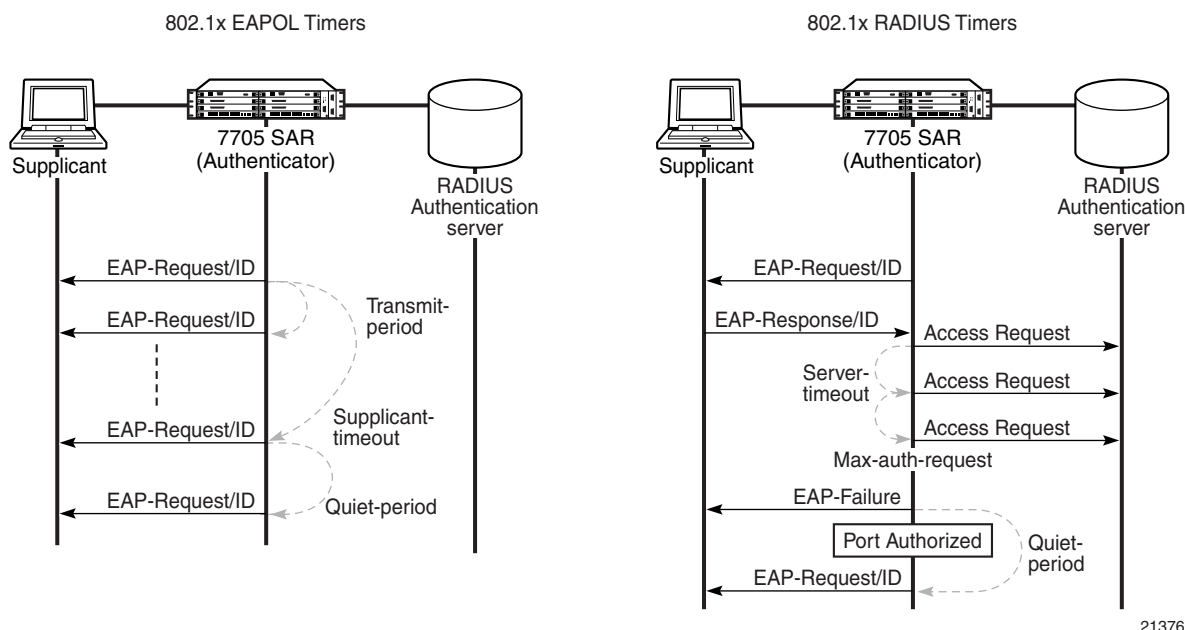 802.1x EAPOL Timers
Supplicant
7705 SAR
(Authenticator)
RADIUS
Authentication
server
EAP-Request/ID
Transmit-
period
EAP-Request/ID
EAP-Request/ID
Supplicant-
timeout
EAP-Request/ID
Quiet-period
802.1x RADIUS Timers
Supplicant
7705 SAR
(Authenticator)
RADIUS
Authentication
server
EAP-Request/ID
EAP-Response/ID
Access Request
Server-
timeout
Access Request
Access Request
Max-auth-request
EAP-Failure
Port Authorized
Quiet-
period
EAP-Request/ID
21376